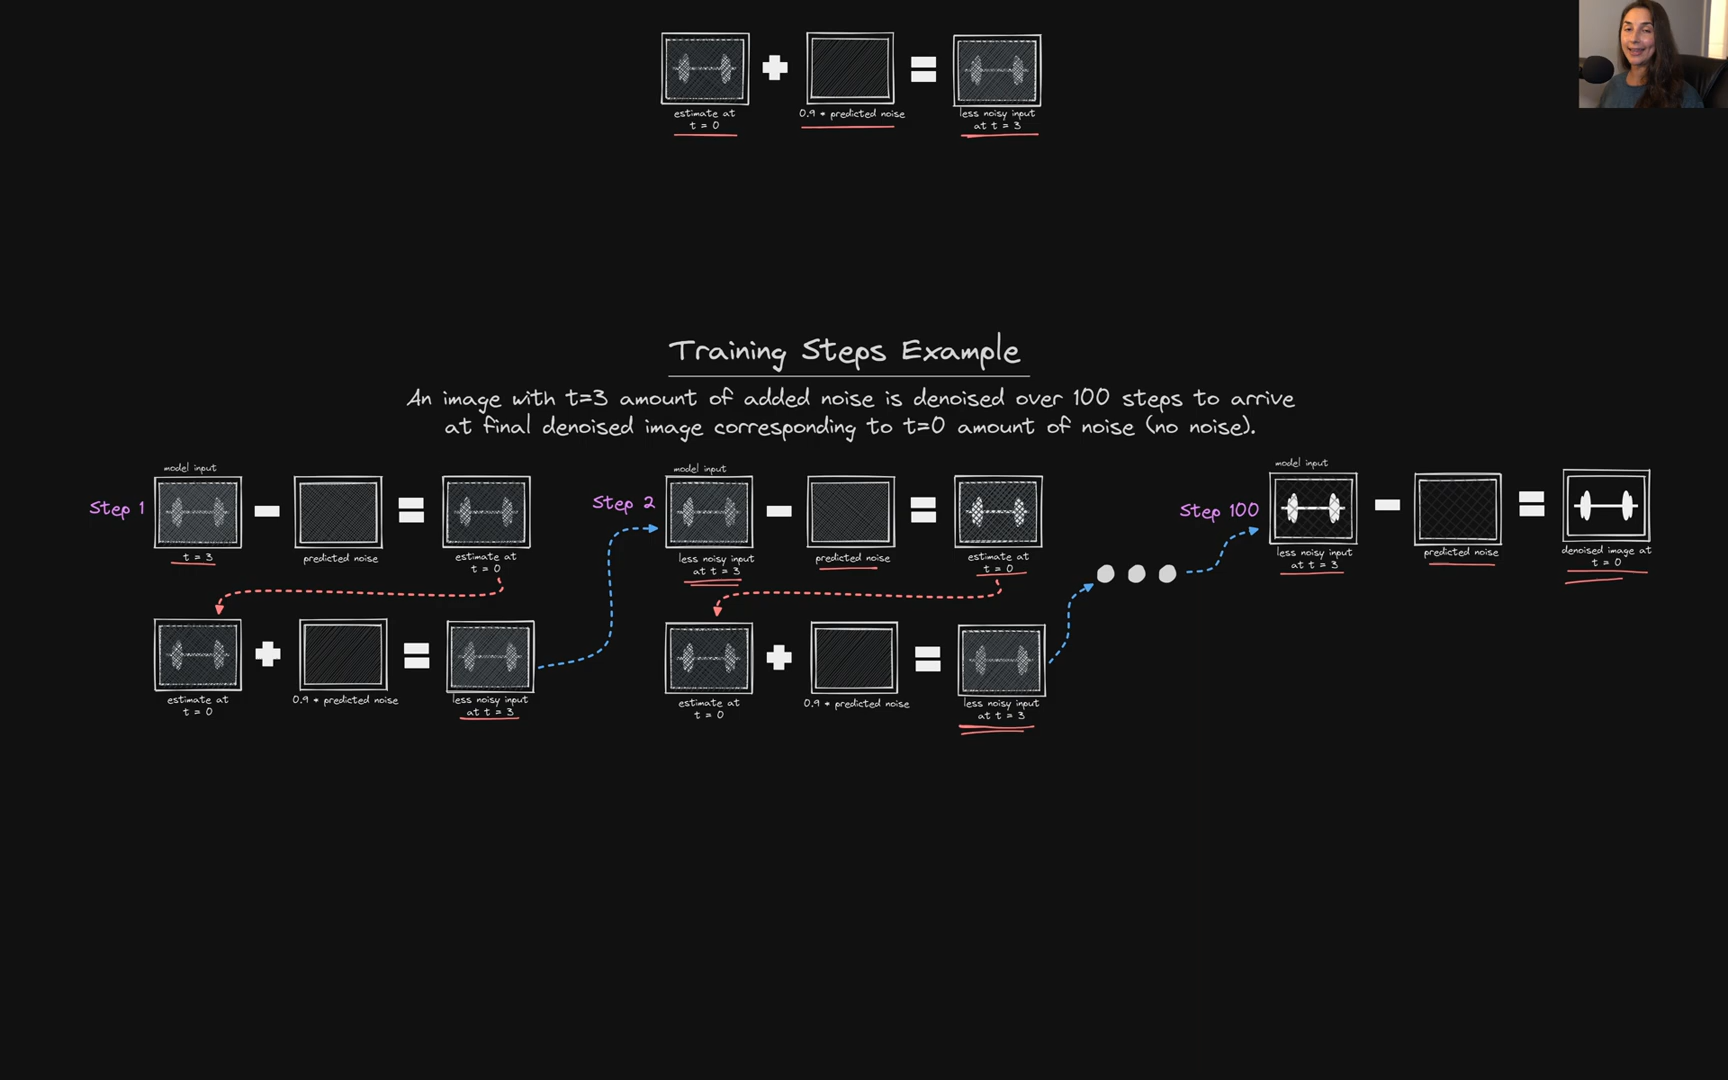 estimate at
t = 0
0.9 * predicted noise
less noisy input
at t = 3
Training Steps Example
An image with t=3 amount of added noise is denoised over 100 steps to arrive
at final denoised image corresponding to t=0 amount of noise (no noise).
Step 1
model input
t = 3
predicted noise
estimate at
t = 0
estimate at
t = 0
0.9 * predicted noise
less noisy input
at t = 3
Step 2
model input
less noisy input
at t = 3
predicted noise
estimate at
t = 0
estimate at
t = 0
0.9 * predicted noise
less noisy input
at t = 3
Step 100
model input
less noisy input
at t = 3
predicted noise
denoised image at
t = 0